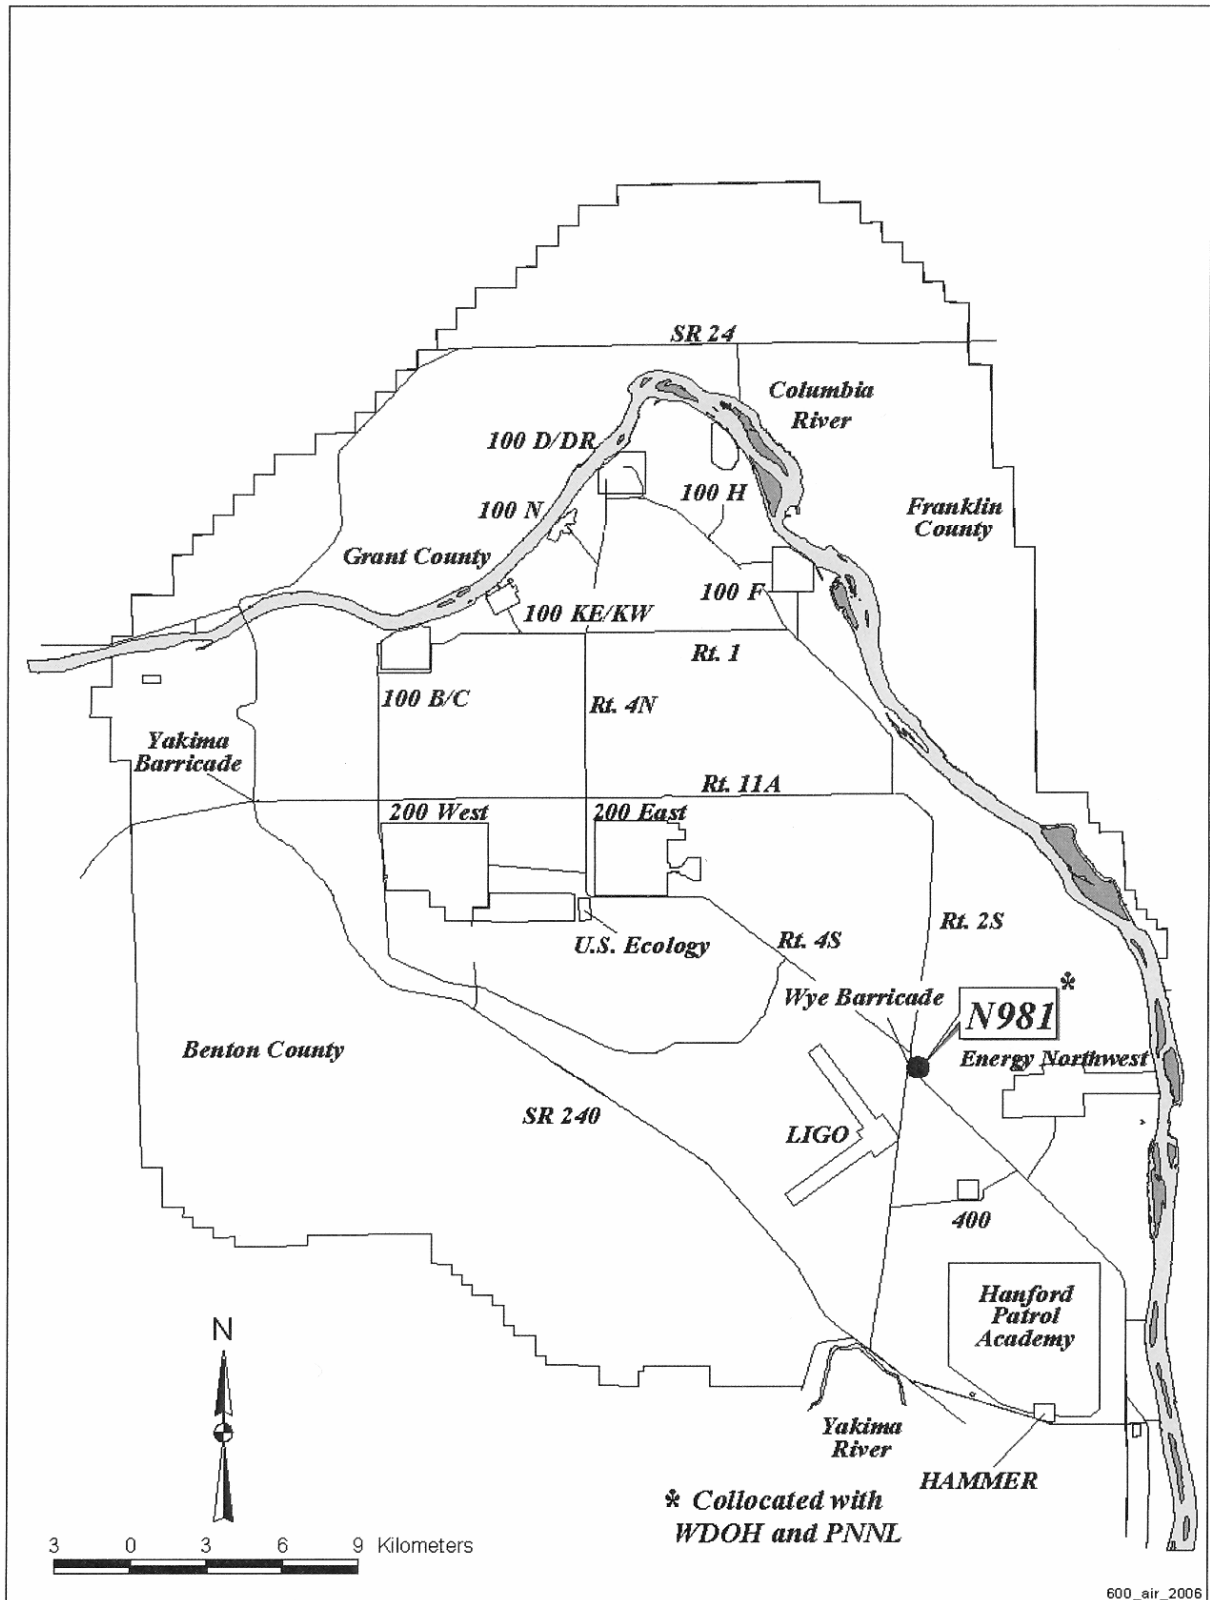 SR 24
Columbia
River
100 D/DR
100 H
100 N
Franklin
County
Grant County
100 F
100 KE/KW
Rt. 1
100 B/C
Rt. 4N
Yakima
Barricade
Rt. 11A
200 West
200 East
Rt. 2S
U.S. Ecology
Rt. 4S
*
Wye Barricade
N981
Benton County
Energy Northwest
SR 240
LIGO
400
Hanford
Patrol
Academy
N
Yakima
River
HAMMER
* Collocated with
WDOH and PNNL
3 0 3 6 9 Kilometers
600_air_2006